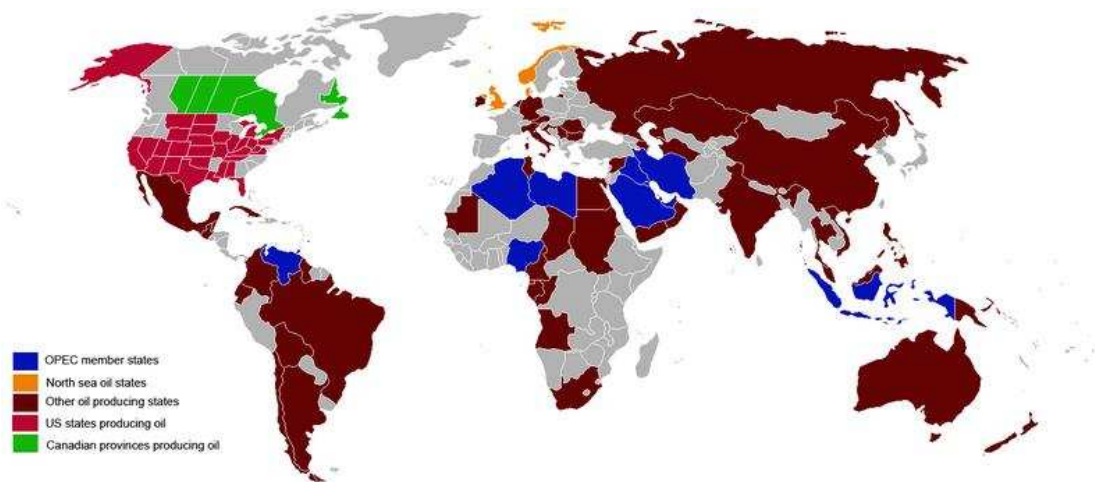 OPEC member states
North sea oil states
Other oil producing states
US states producing oil
Canadian provinces producing oil